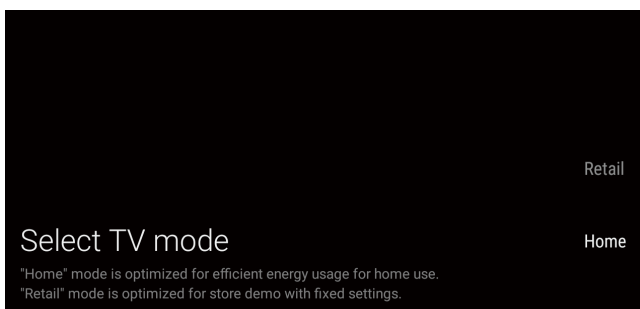 Retail
Select TV mode
Home
"Home" mode is optimized for efficient energy usage for home use.
"Retail" mode is optimized for store demo with fixed settings.